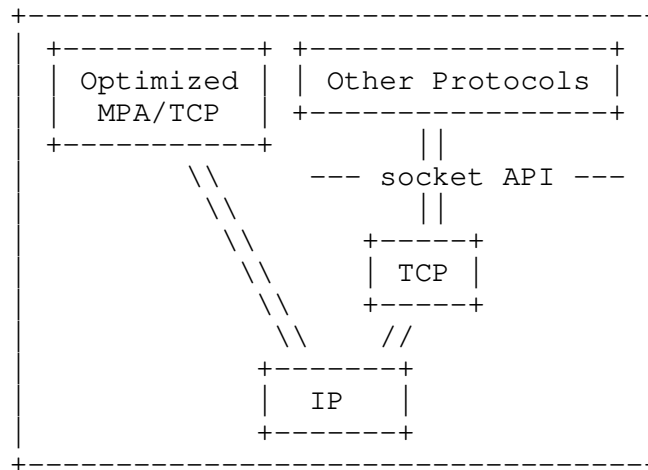 Optimized
Other Protocols
MPA/TCP
--- socket API ---
TCP
IP